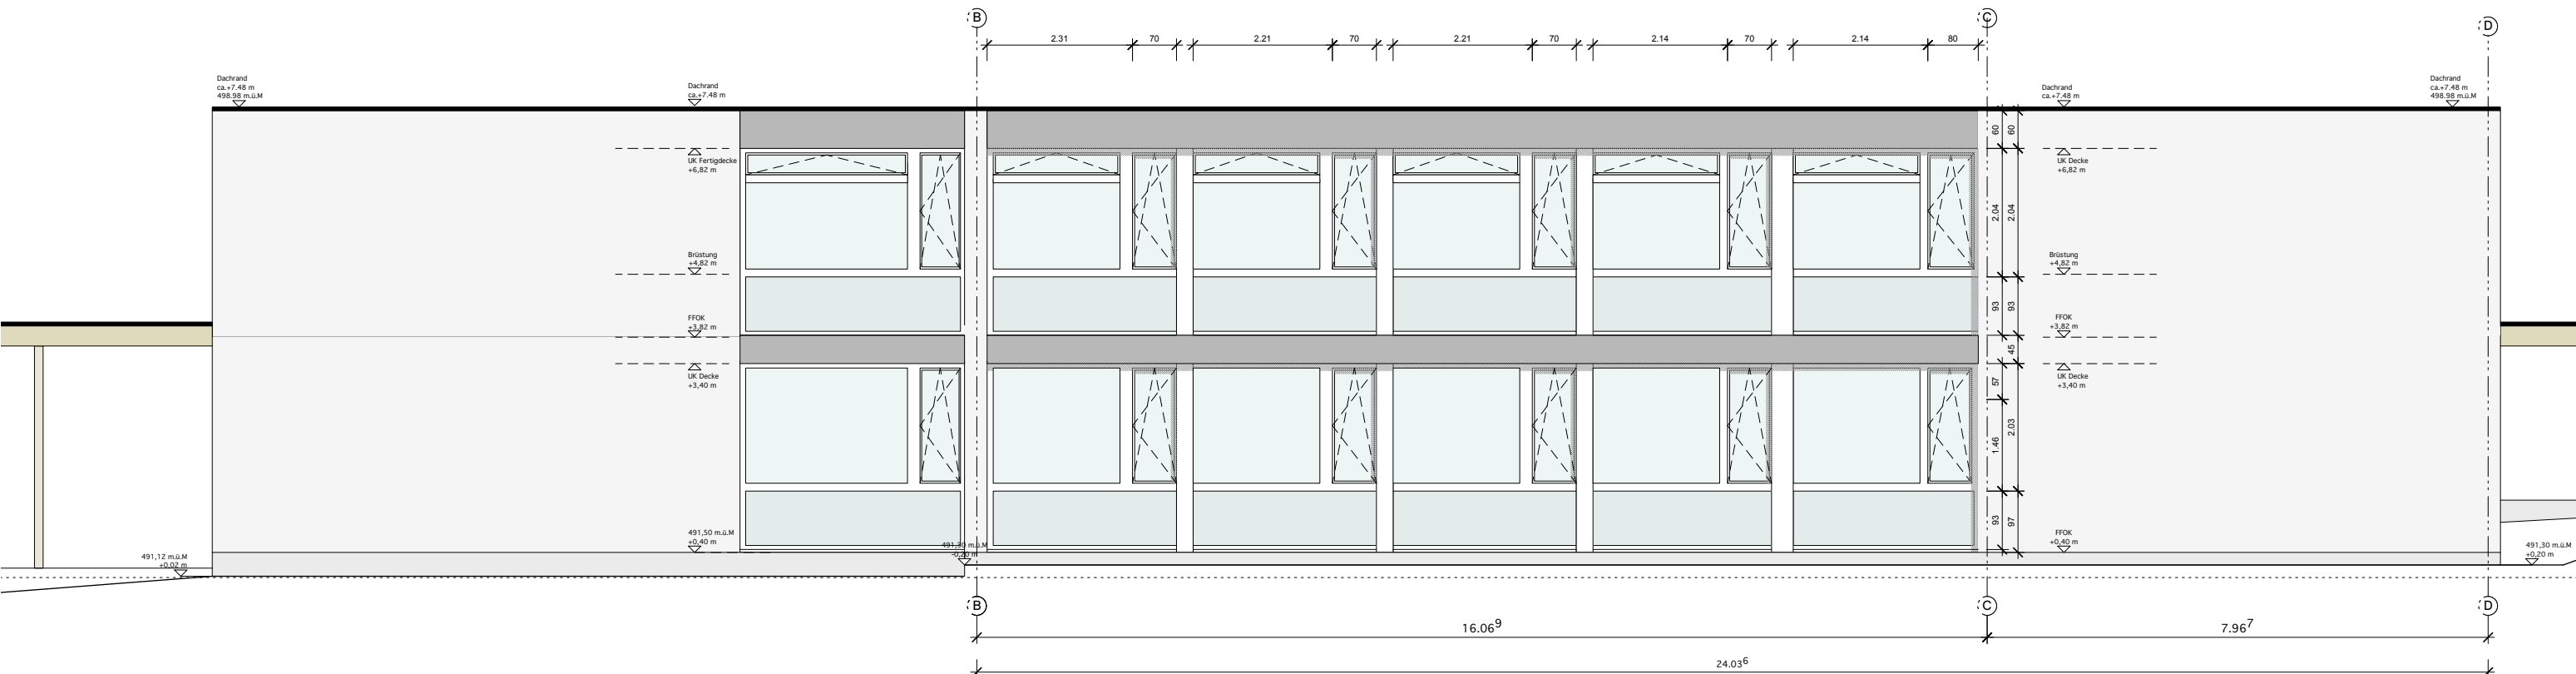 B
C
D
2.31
70
2.21
70
2.21
70
2.14
70
2.14
80
Dachrand
ca.+7.48 m
498.98 m.ü.M
Dachrand
ca.+7.48 m
Dachrand
ca.+7.48 m
Dachrand
ca.+7.48 m
498.98 m.ü.M
60
60
UK Fertigdecke
+6,82 m
UK Decke
+6,82 m
2.04
2.04
Brüstung
+4,82 m
Brüstung
+4,82 m
93
93
FFOK
+3,82 m
FFOK
+3,82 m
45
UK Decke
+3,40 m
UK Decke
+3,40 m
57
1.46
2.03
93
97
491,50 m.ü.M
+0,40 m
FFOK
+0,40 m
491,12 m.ü.M
+0,02 m
491,30 m.ü.M
-0,20 m
491,30 m.ü.M
+0,20 m
B
C
D
16.06⁹
7.96⁷
24.03⁶